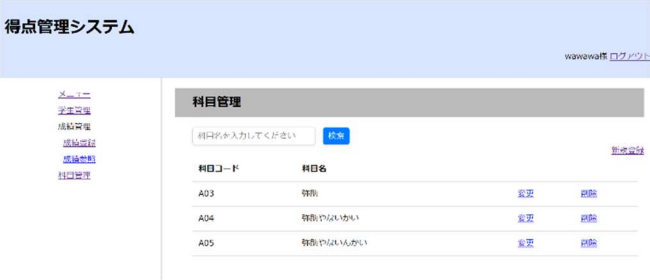 得点管理システム
wawawa様 ログアウト
メニュー
学生管理
成績管理
成績登録
成績参照
科目管理
科目管理
科目名を入力してください 検索
新規登録
科目コード 科目名
A03 弥削 変更 削除
A04 弥削やないかい 変更 削除
A05 弥削やないんかい 変更 削除